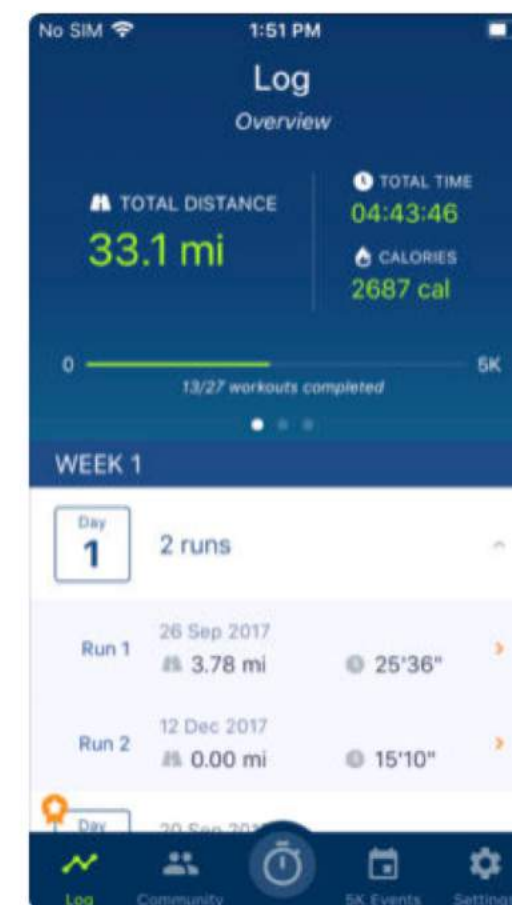 No SIM 1:51 PM
Log
Overview
TOTAL DISTANCE
33.1 mi
TOTAL TIME
04:43:46
CALORIES
2687 cal
0 5K
13/27 workouts completed
WEEK 1
Day
1
2 runs
Run 1
26 Sep 2017
3.78 mi 25'36"
Run 2
12 Dec 2017
0.00 mi 15'10"
Day
Log Community 5K Events Settings